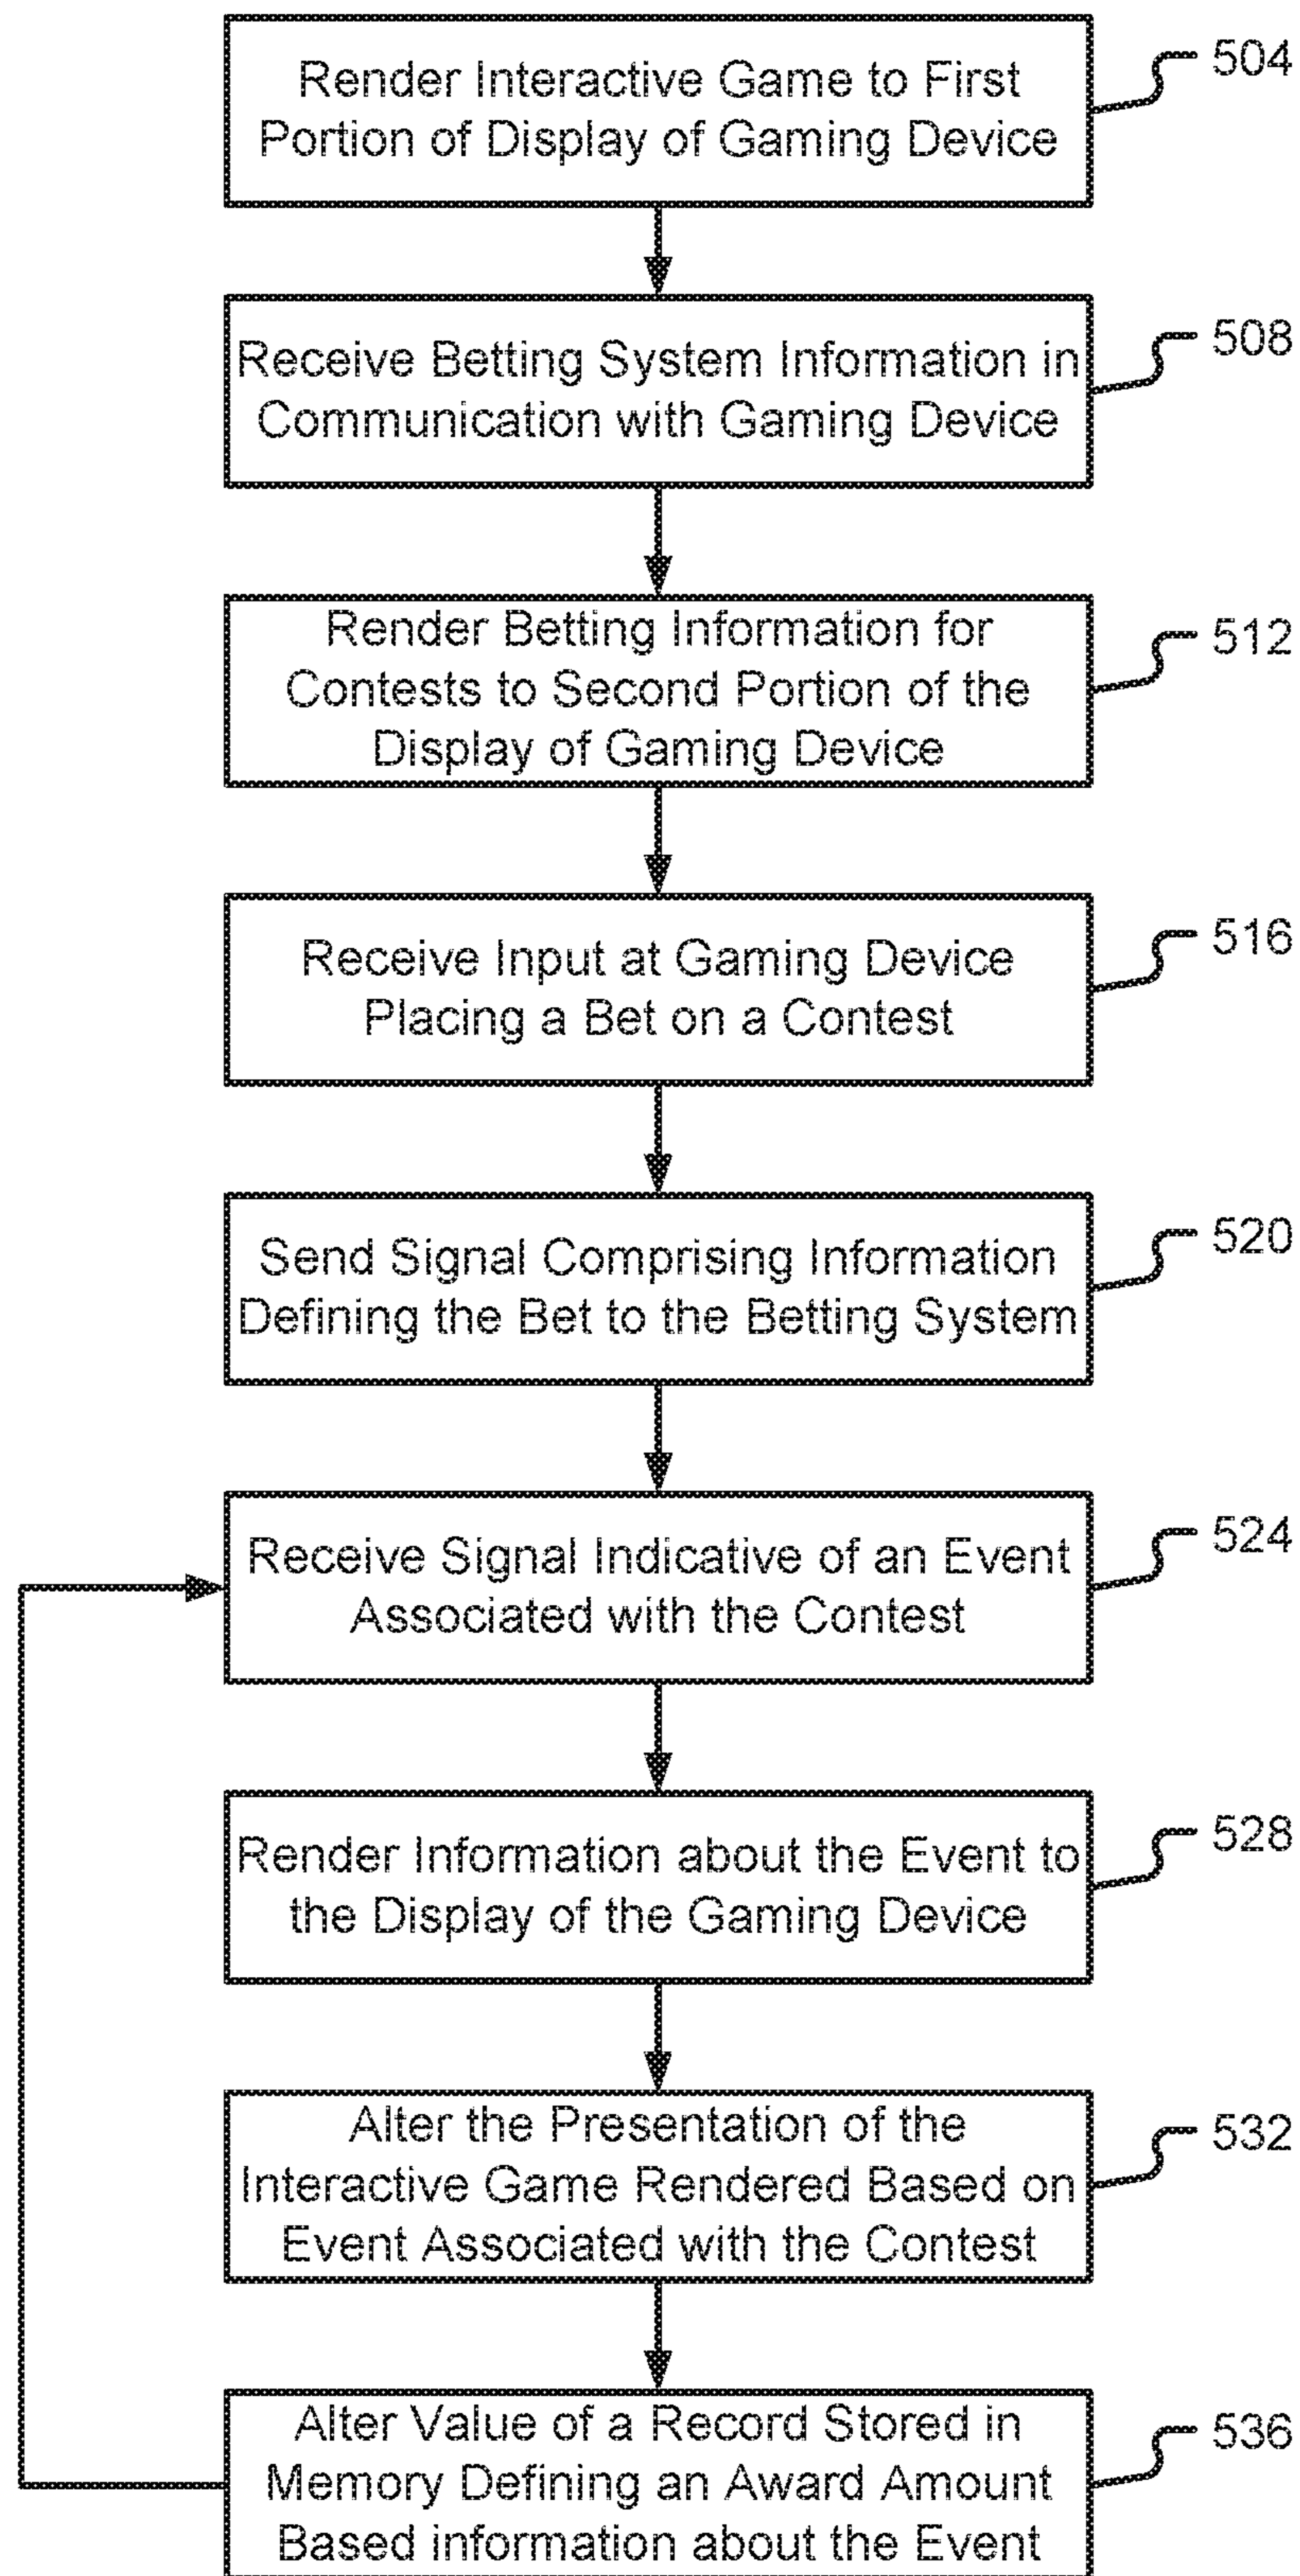 Render Interactive Game to First
Portion of Display of Gaming Device
504
Receive Betting System Information in
Communication with Gaming Device
508
Render Betting Information for
Contests to Second Portion of the
Display of Gaming Device
512
Receive Input at Gaming Device
Placing a Bet on a Contest
516
Send Signal Comprising Information
Defining the Bet to the Betting System
520
Receive Signal Indicative of an Event
Associated with the Contest
524
Render Information about the Event to
the Display of the Gaming Device
528
Alter the Presentation of the
Interactive Game Rendered Based on
Event Associated with the Contest
532
Alter Value of a Record Stored in
Memory Defining an Award Amount
Based information about the Event
536